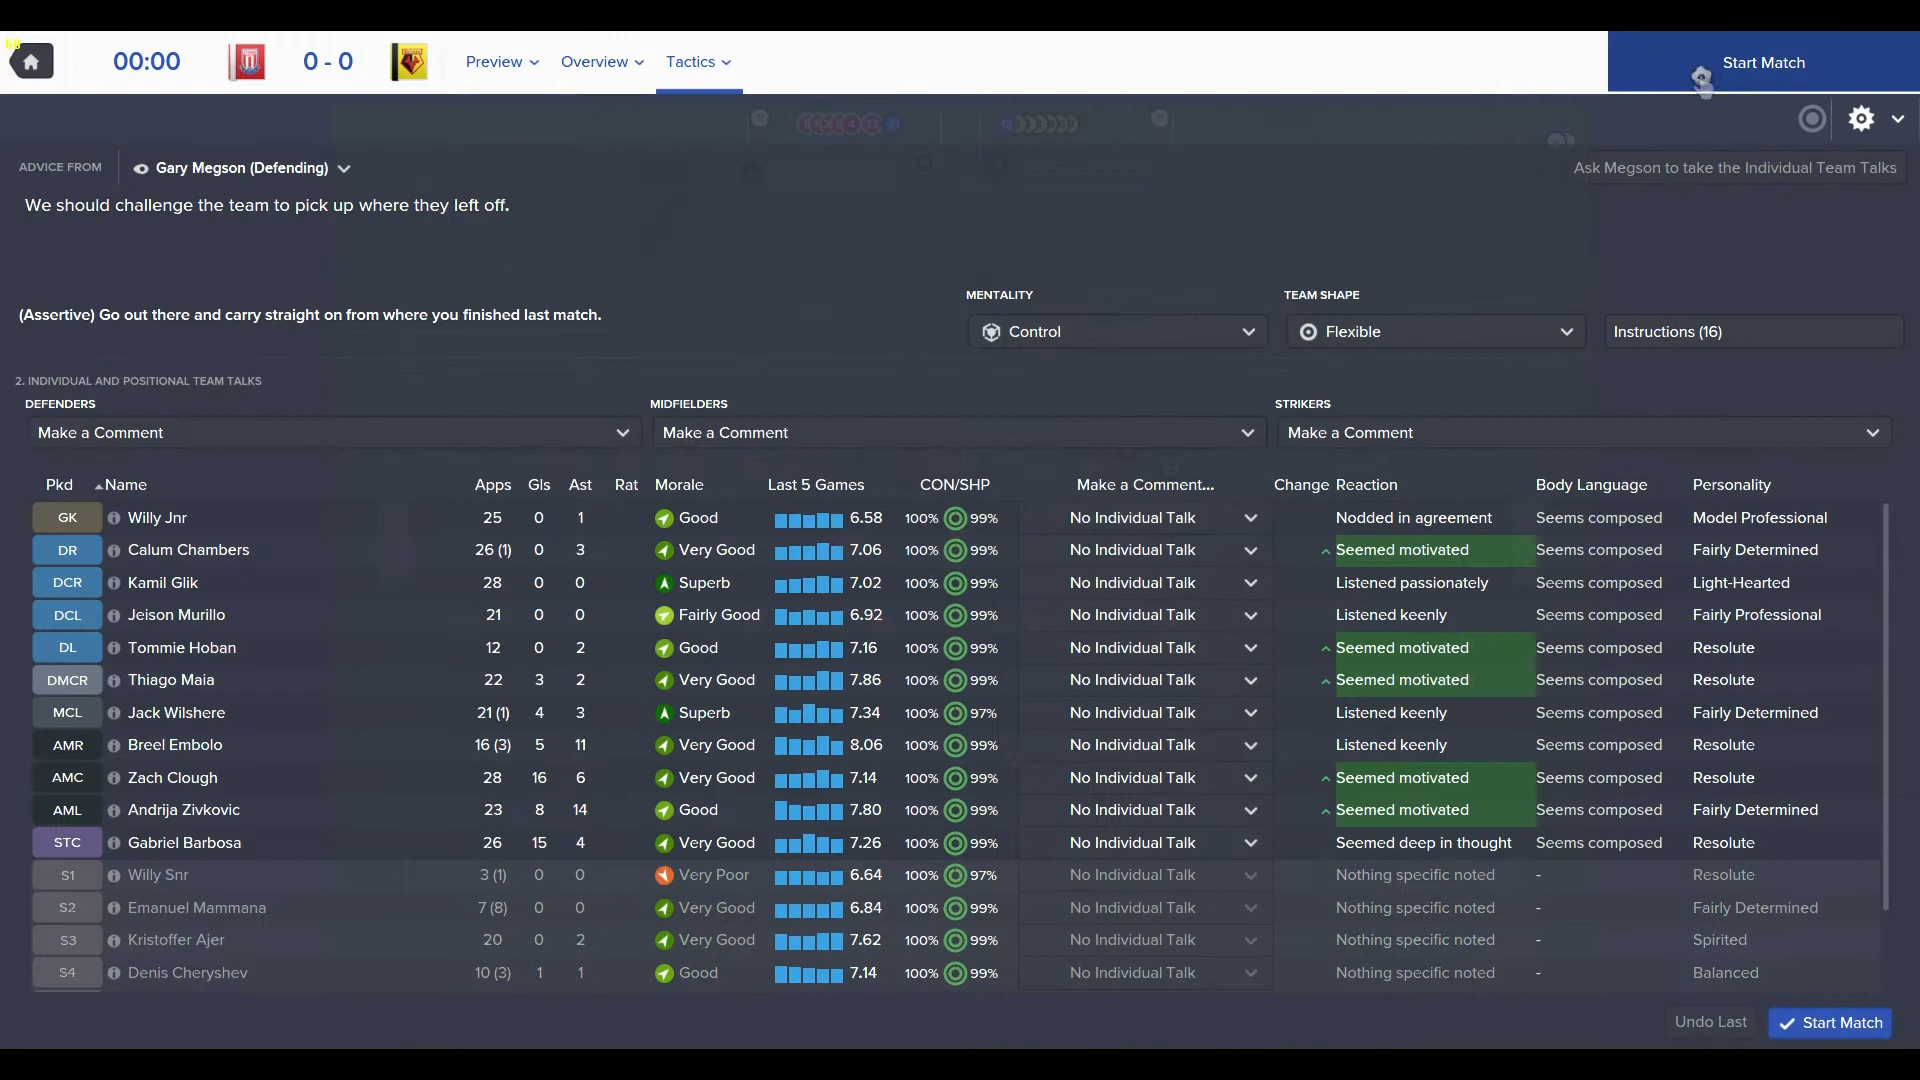 00:00 0 - 0 Preview Overview Tactics Start Match
ADVICE FROM Gary Megson (Defending) Ask Megson to take the Individual Team Talks
We should challenge the team to pick up where they left off.
MENTALITY TEAM SHAPE
(Assertive) Go out there and carry straight on from where you finished last match. Control Flexible Instructions (16)
2. INDIVIDUAL AND POSITIONAL TEAM TALKS
DEFENDERS MIDFIELDERS STRIKERS
Make a Comment Make a Comment Make a Comment
Pkd Name Apps Gls Ast Rat Morale Last 5 Games CON/SHP Make a Comment... Change Reaction Body Language Personality
GK Willy Jnr 25 0 1 Good 6.58 100% 99% No Individual Talk Nodded in agreement Seems composed Model Professional
DR Calum Chambers 26 (1) 0 3 Very Good 7.06 100% 99% No Individual Talk Seemed motivated Seems composed Fairly Determined
DCR Kamil Glik 28 0 0 Superb 7.02 100% 99% No Individual Talk Listened passionately Seems composed Light-Hearted
DCL Jeison Murillo 21 0 0 Fairly Good 6.92 100% 99% No Individual Talk Listened keenly Seems composed Fairly Professional
DL Tommie Hoban 12 0 2 Good 7.16 100% 99% No Individual Talk Seemed motivated Seems composed Resolute
DMCR Thiago Maia 22 3 2 Very Good 7.86 100% 99% No Individual Talk Seemed motivated Seems composed Resolute
MCL Jack Wilshere 21 (1) 4 3 Superb 7.34 100% 97% No Individual Talk Listened keenly Seems composed Fairly Determined
AMR Breel Embolo 16 (3) 5 11 Very Good 8.06 100% 99% No Individual Talk Listened keenly Seems composed Resolute
AMC Zach Clough 28 16 6 Very Good 7.14 100% 99% No Individual Talk Seemed motivated Seems composed Resolute
AML Andrija Zivkovic 23 8 14 Good 7.80 100% 99% No Individual Talk Seemed motivated Seems composed Fairly Determined
STC Gabriel Barbosa 26 15 4 Very Good 7.26 100% 99% No Individual Talk Seemed deep in thought Seems composed Resolute
S1 Willy Snr 3 (1) 0 0 Very Poor 6.64 100% 97% No Individual Talk Nothing specific noted - Resolute
S2 Emanuel Mammana 7 (8) 0 0 Very Good 6.84 100% 99% No Individual Talk Nothing specific noted - Fairly Determined
S3 Kristoffer Ajer 20 0 2 Very Good 7.62 100% 99% No Individual Talk Nothing specific noted - Spirited
S4 Denis Cheryshev 10 (3) 1 1 Good 7.14 100% 99% No Individual Talk Nothing specific noted - Balanced
Undo Last Start Match